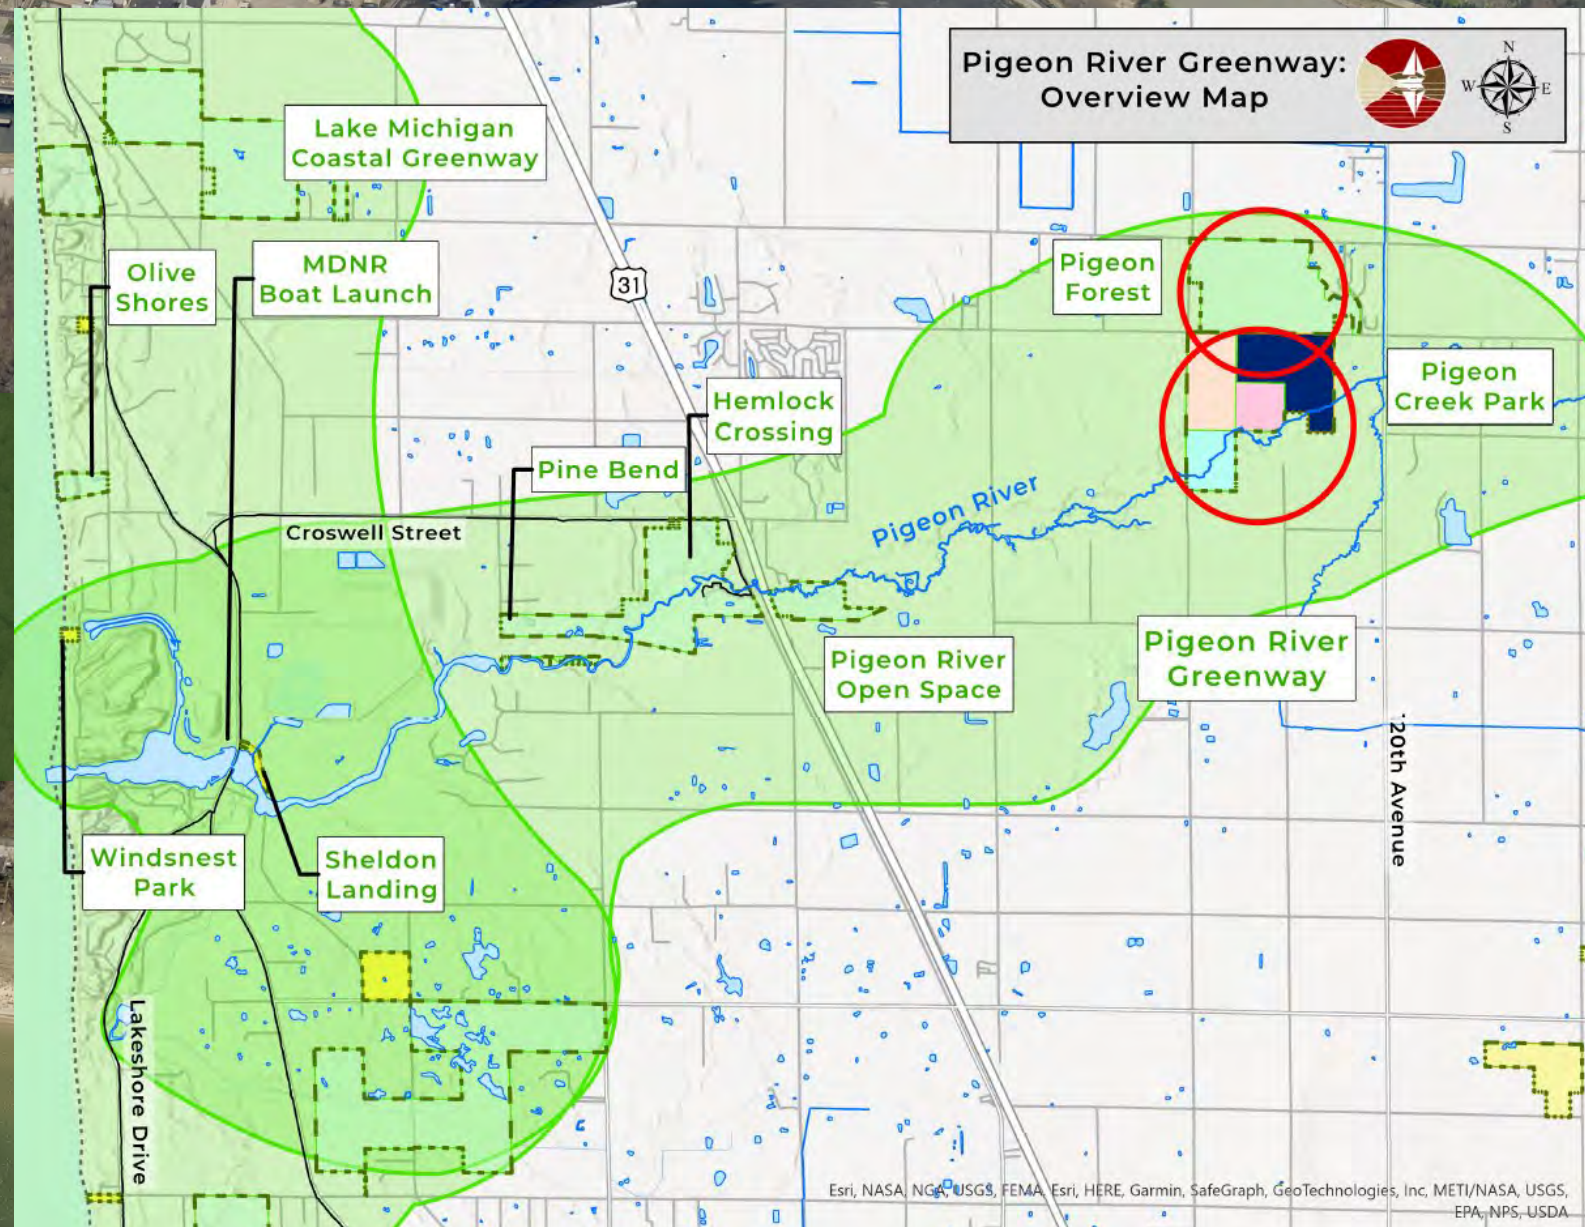 Pigeon River Greenway:
Overview Map
N
W
E
S
Lake Michigan
Coastal Greenway
Olive
Shores
MDNR
Boat Launch
31
Pigeon
Forest
Pigeon
Creek Park
Hemlock
Crossing
Pine Bend
Croswell Street
Pigeon River
Pigeon River
Open Space
Pigeon River
Greenway
120th Avenue
Windsnest
Park
Sheldon
Landing
Lakeshore Drive
Esri, NASA, NGA, USGS, FEMA, Esri, HERE, Garmin, SafeGraph, GeoTechnologies, Inc, METI/NASA, USGS,
EPA, NPS, USDA